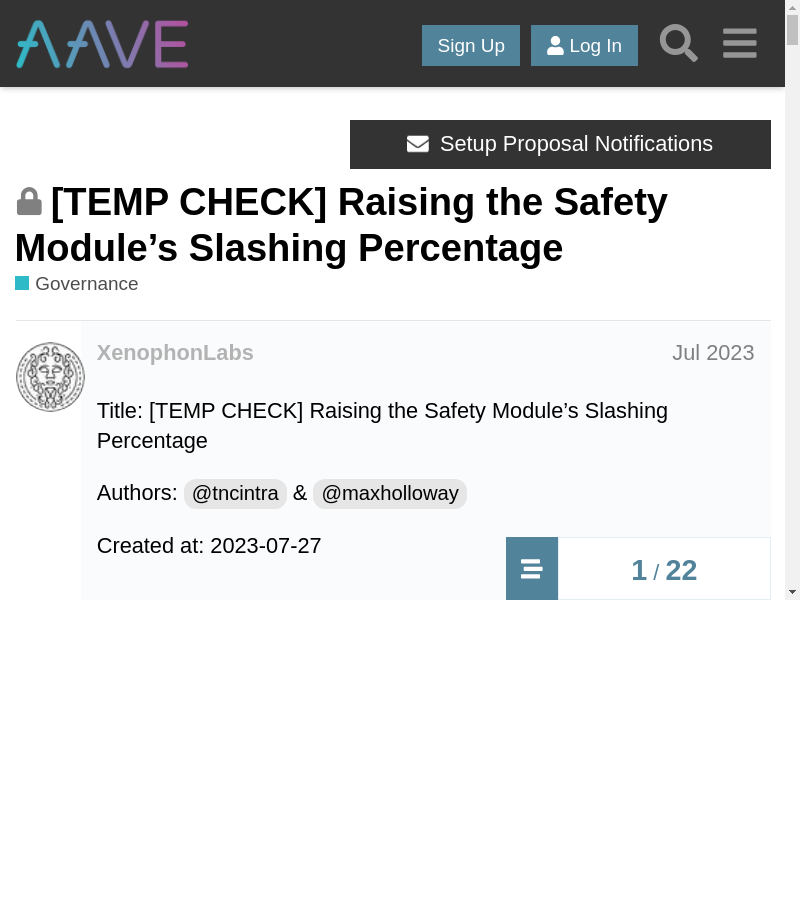 AAVE
Sign Up
Log In
Setup Proposal Notifications
[TEMP CHECK] Raising the Safety
Module’s Slashing Percentage
Governance
XenophonLabs
Jul 2023
Title: [TEMP CHECK] Raising the Safety Module’s Slashing
Percentage
Authors: @tncintra & @maxholloway
Created at: 2023-07-27
1 / 22